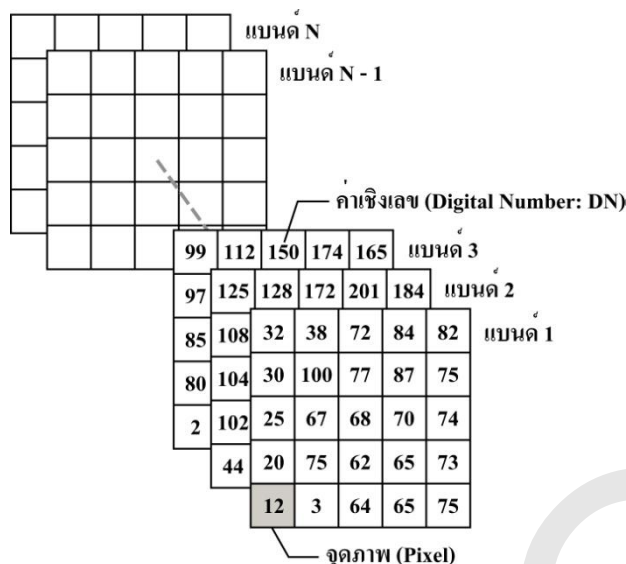 แบนด์ N
แบนด์ N - 1
ค่าเชิงเลข (Digital Number: DN)
99 112 150 174 165 แบนด์ 3
97 125 128 172 201 184 แบนด์ 2
85 108 32 38 72 84 82 แบนด์ 1
80 104 30 100 77 87 75
2 102 25 67 68 70 74
44 20 75 62 65 73
12 3 64 65 75
จุดภาพ (Pixel)